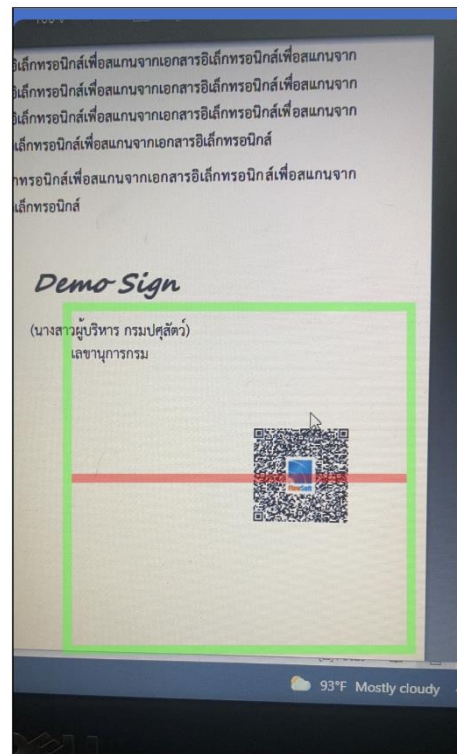 อิเล็กทรอนิกส์เพื่อสแกนจากเอกสารอิเล็กทรอนิกส์เพื่อสแกนจาก
อิเล็กทรอนิกส์เพื่อสแกนจากเอกสารอิเล็กทรอนิกส์เพื่อสแกนจาก
อิเล็กทรอนิกส์เพื่อสแกนจากเอกสารอิเล็กทรอนิกส์เพื่อสแกนจาก
เล็กทรอนิกส์เพื่อสแกนจากเอกสารอิเล็กทรอนิกส์
กทรอนิกส์เพื่อสแกนจากเอกสารอิเล็กทรอนิกส์เพื่อสแกนจาก
เล็กทรอนิกส์
Demo Sign
(นางสาวผู้บริหาร กรมปศุสัตว์)
เลขานุการกรม
93°F Mostly cloudy